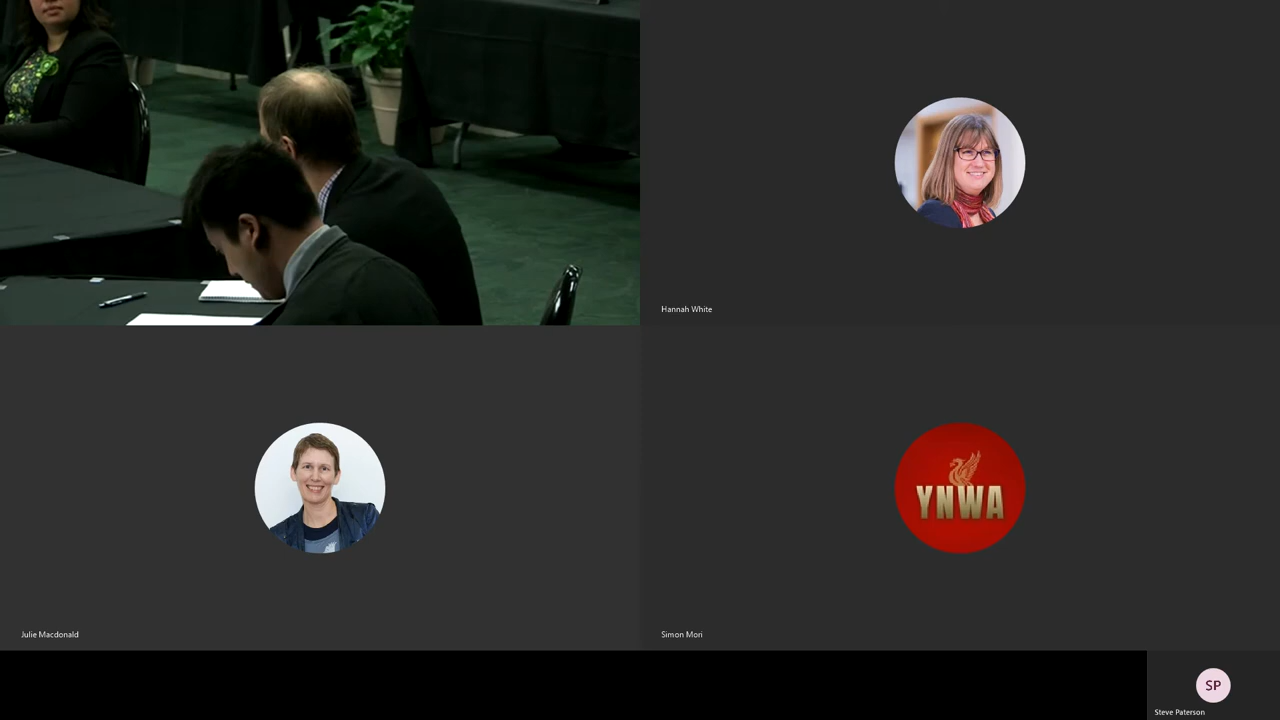 Hannah White
YNWA
Julie Macdonald
Simon Mori
SP
Steve Paterson